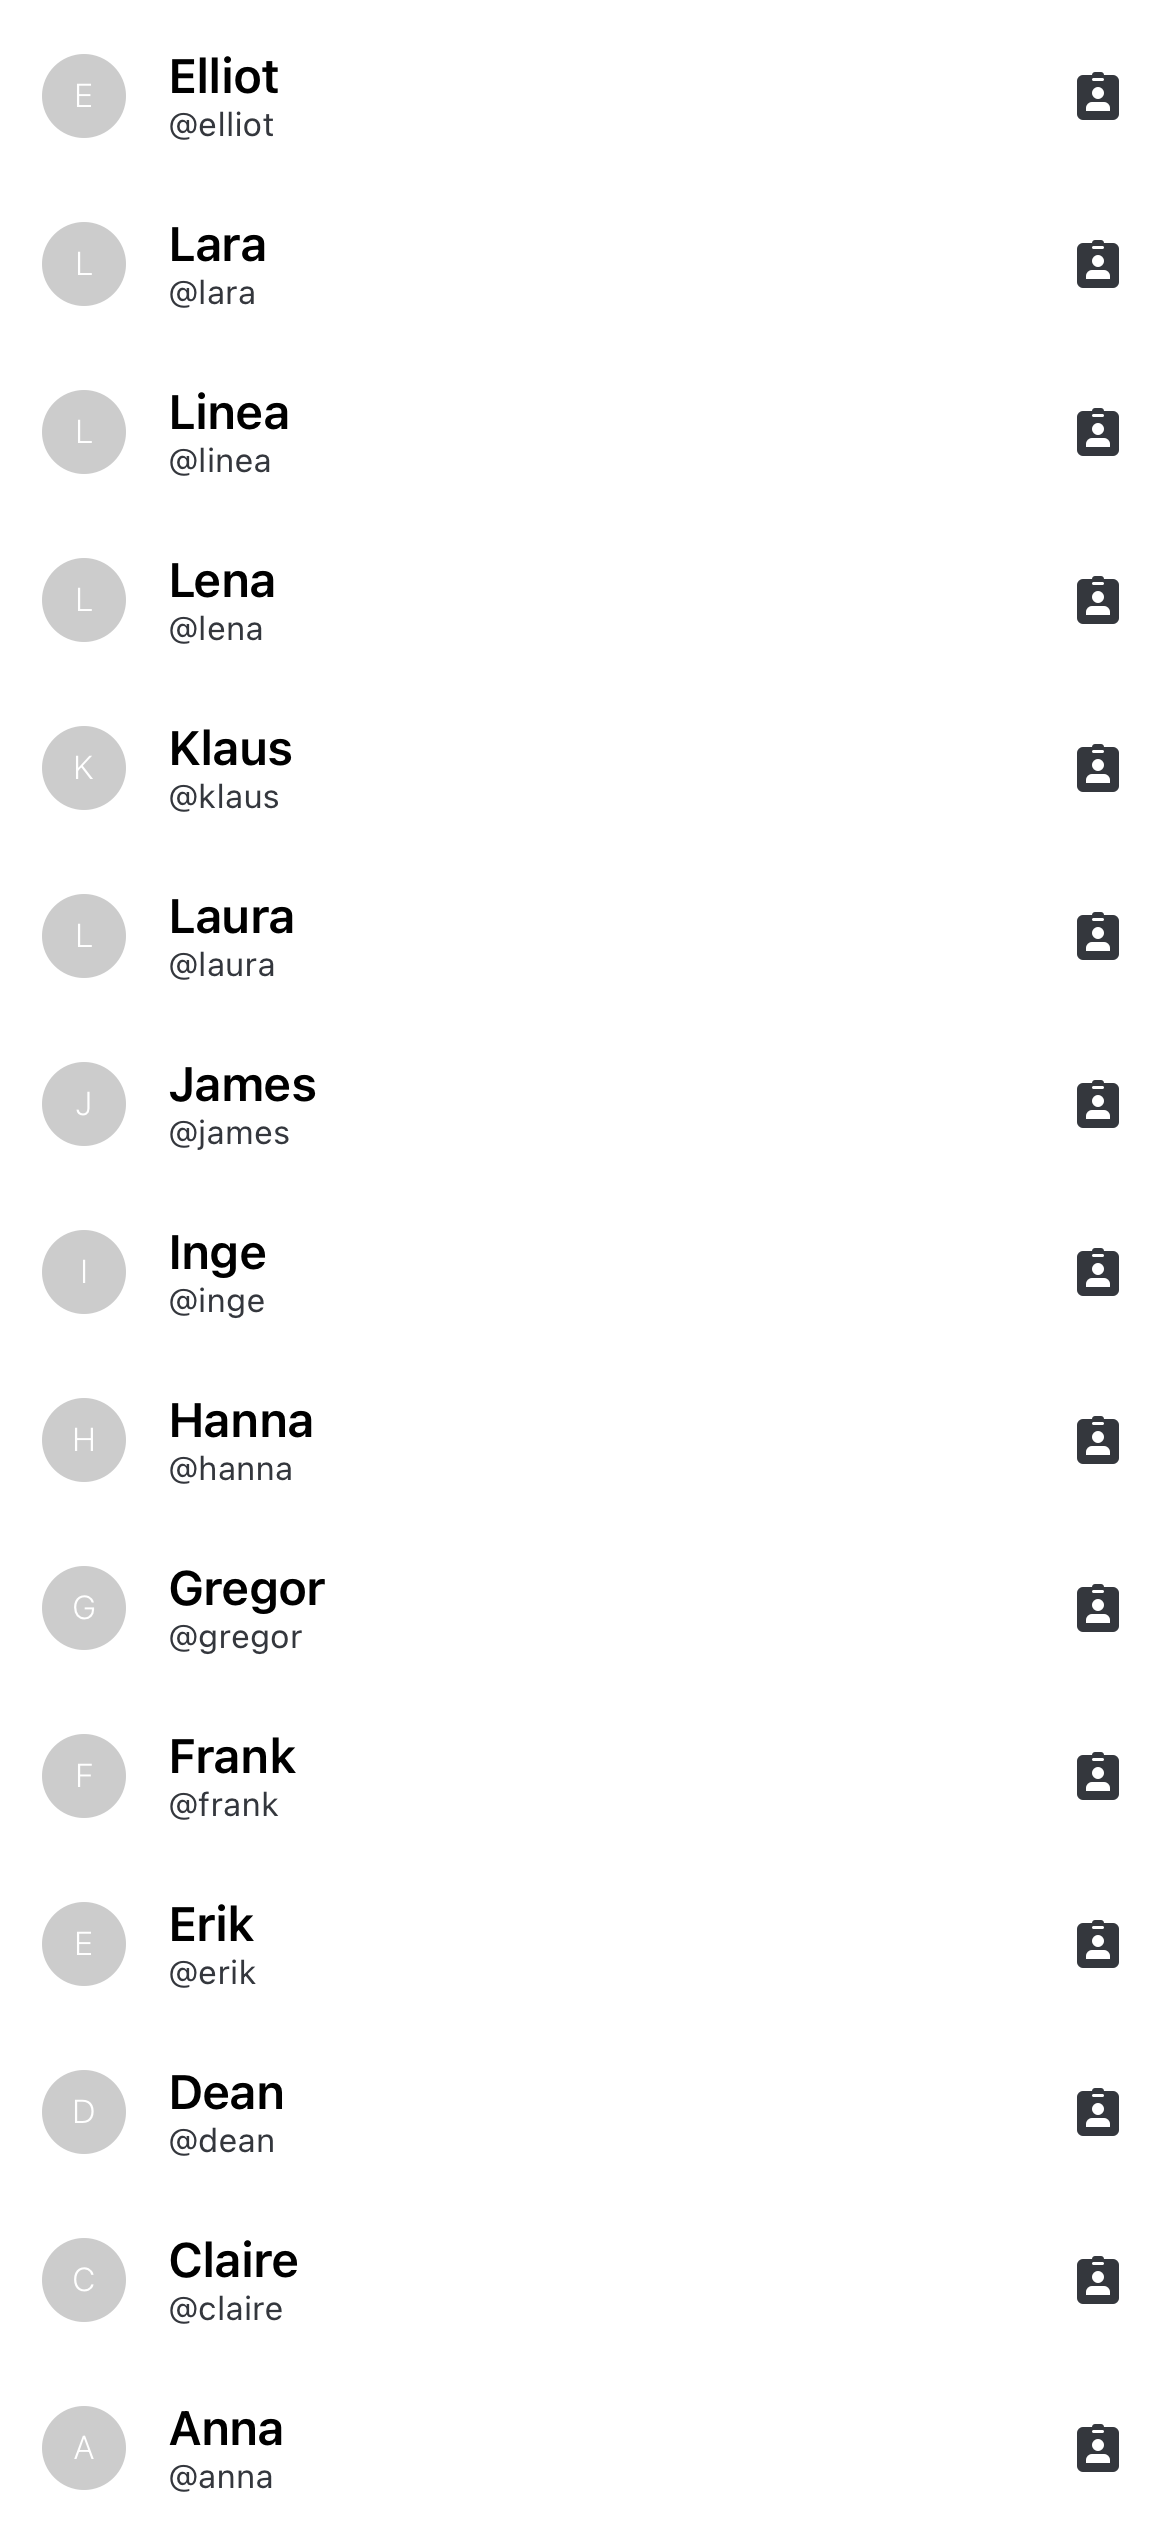 E
Elliot
@elliot
L
Lara
@lara
L
Linea
@linea
L
Lena
@lena
K
Klaus
@klaus
L
Laura
@laura
J
James
@james
I
Inge
@inge
H
Hanna
@hanna
G
Gregor
@gregor
F
Frank
@frank
E
Erik
@erik
D
Dean
@dean
C
Claire
@claire
A
Anna
@anna